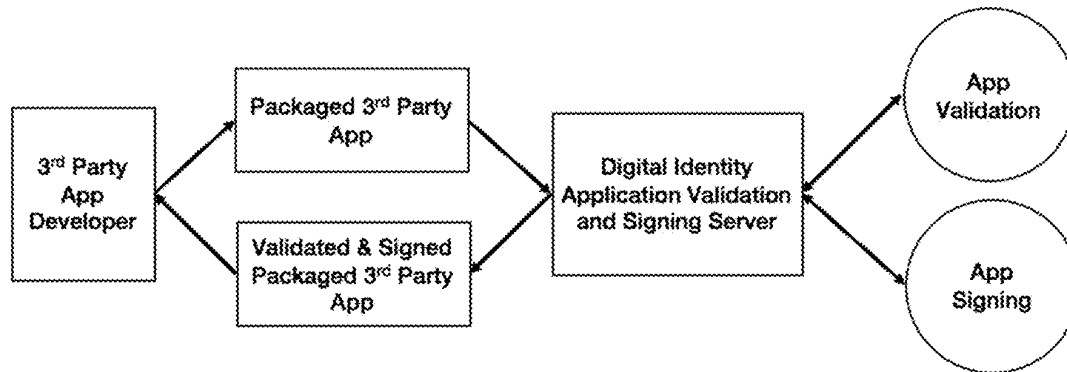 3rd Party
App
Developer
Packaged 3rd Party
App
Validated & Signed
Packaged 3rd Party
App
Digital Identity
Application Validation
and Signing Server
App
Validation
App
Signing